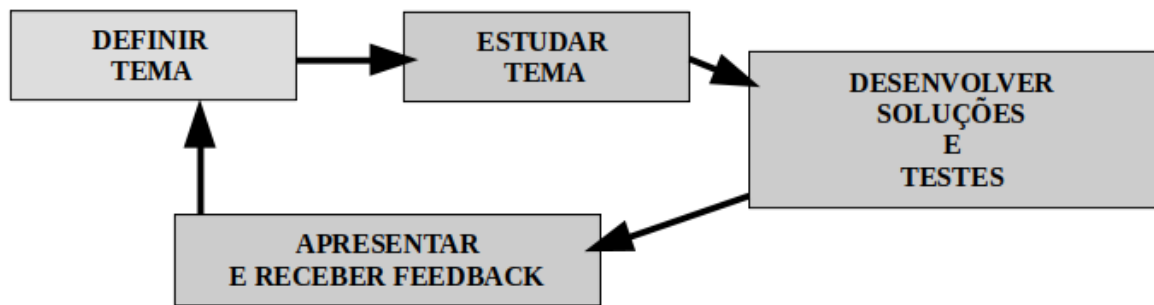 DEFINIR
TEMA
ESTUDAR
TEMA
DESENVOLVER
SOLUÇÕES
E
TESTES
APRESENTAR
E RECEBER FEEDBACK